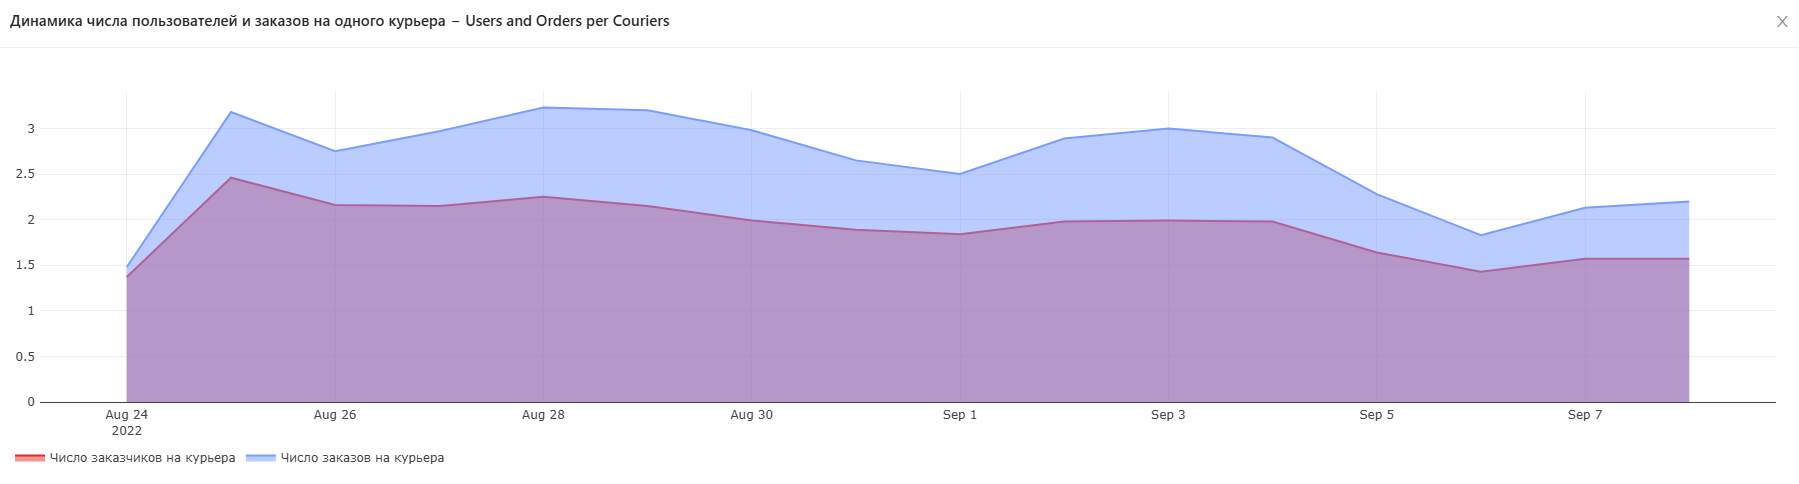 Динамика числа пользователей и заказов на одного курьера – Users and Orders per Couriers
3
2.5
2
1.5
1
0.5
0
Aug 24 Aug 26 Aug 28 Aug 30 Sep 1 Sep 3 Sep 5 Sep 7
2022
Число заказчиков на курьера Число заказов на курьера